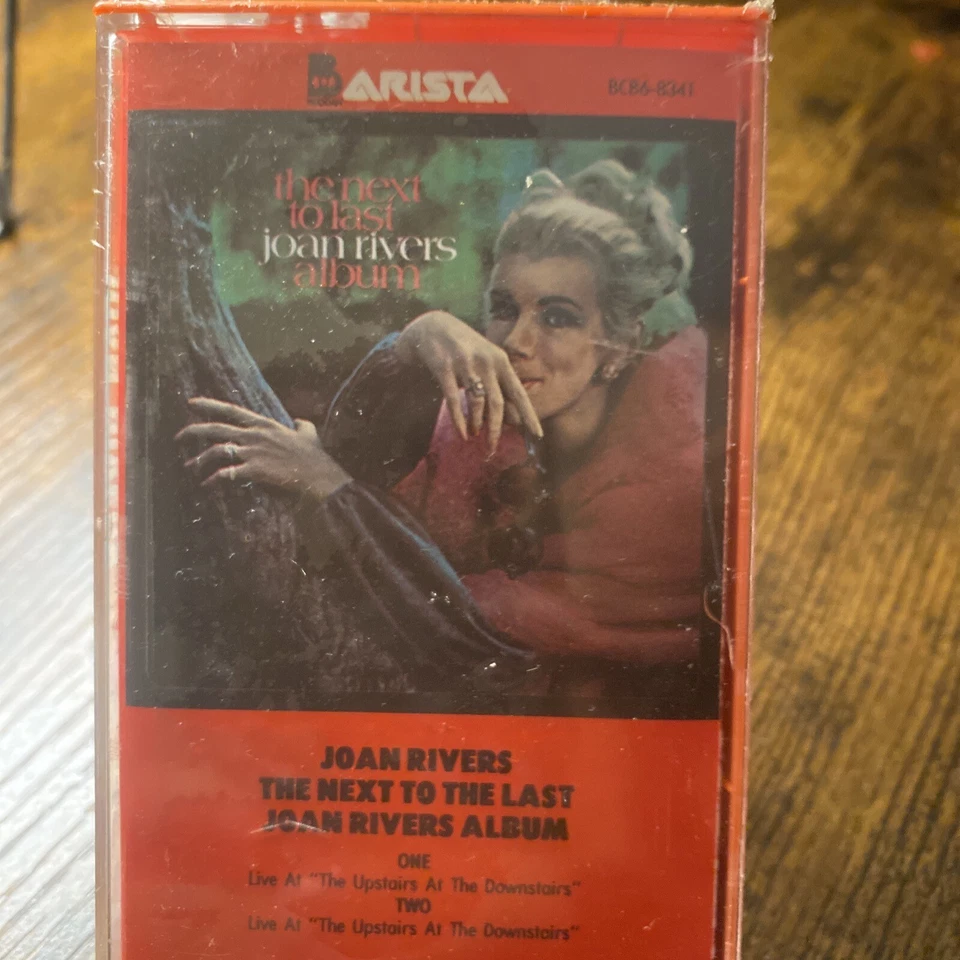 ARISTA
BCB6-8341
the next
to last
joan rivers
album
JOAN RIVERS
THE NEXT TO THE LAST
JOAN RIVERS ALBUM
ONE
Live At "The Upstairs At The Downstairs"
TWO
Live At "The Upstairs At The Downstairs"